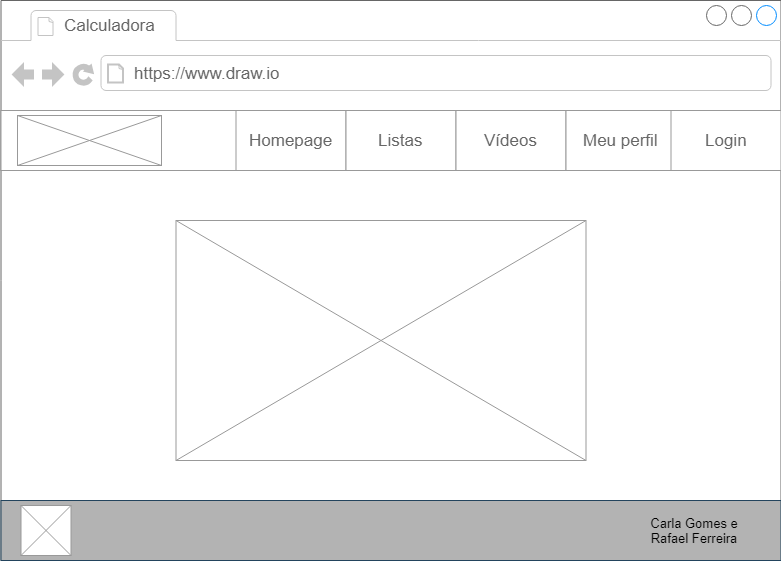 Calculadora
https://www.draw.io
Homepage
Listas
Vídeos
Meu perfil
Login
Carla Gomes e
Rafael Ferreira